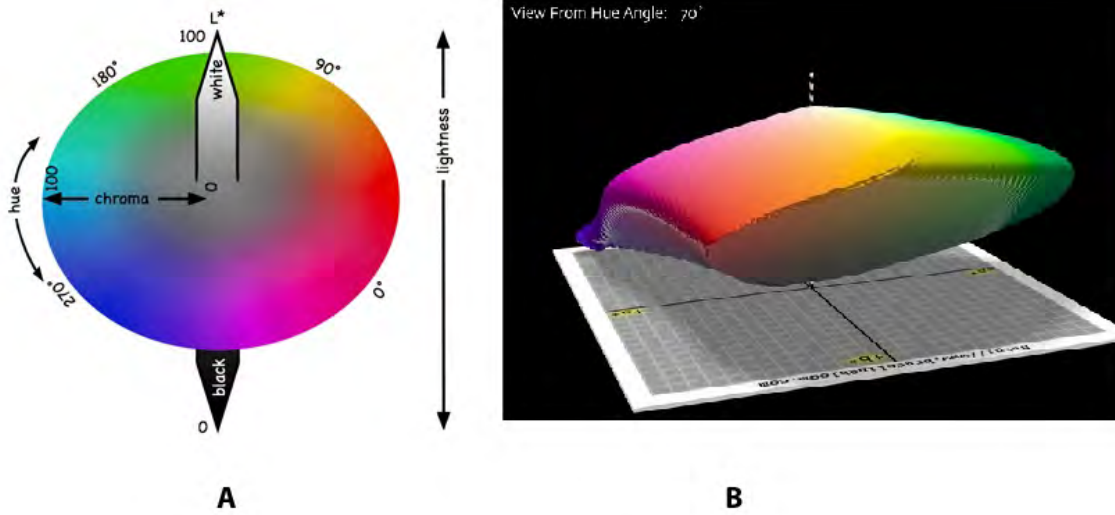 L*
100
white
180°
90°
hue
100
chroma
0
lightness
270°
0°
black
0
A
View From Hue Angle: 70°
B